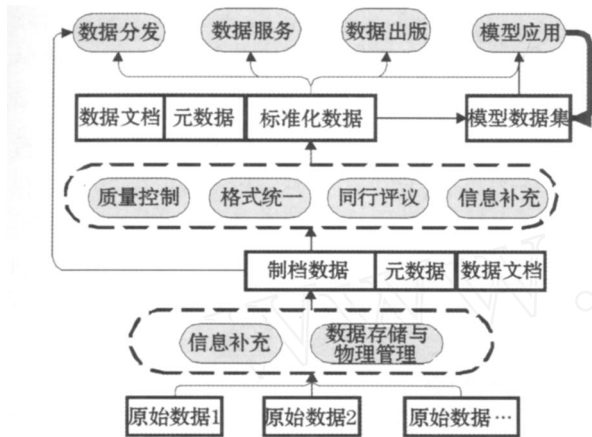 数据分发 数据服务 数据出版 模型应用
数据文档 元数据 标准化数据 模型数据集
质量控制 格式统一 同行评议 信息补充
制档数据 元数据 数据文档
信息补充 数据存储与
物理管理
原始数据1 原始数据2 原始数据…